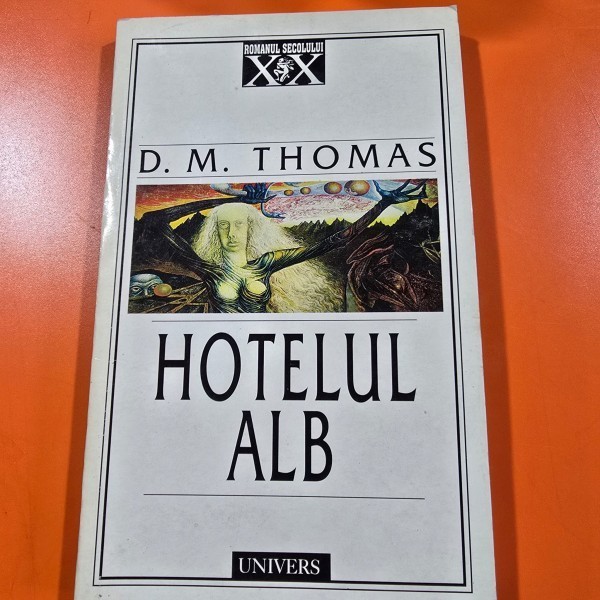 ROMANUL SECOLULUI
XX
D. M. THOMAS
HOTELUL
ALB
UNIVERS